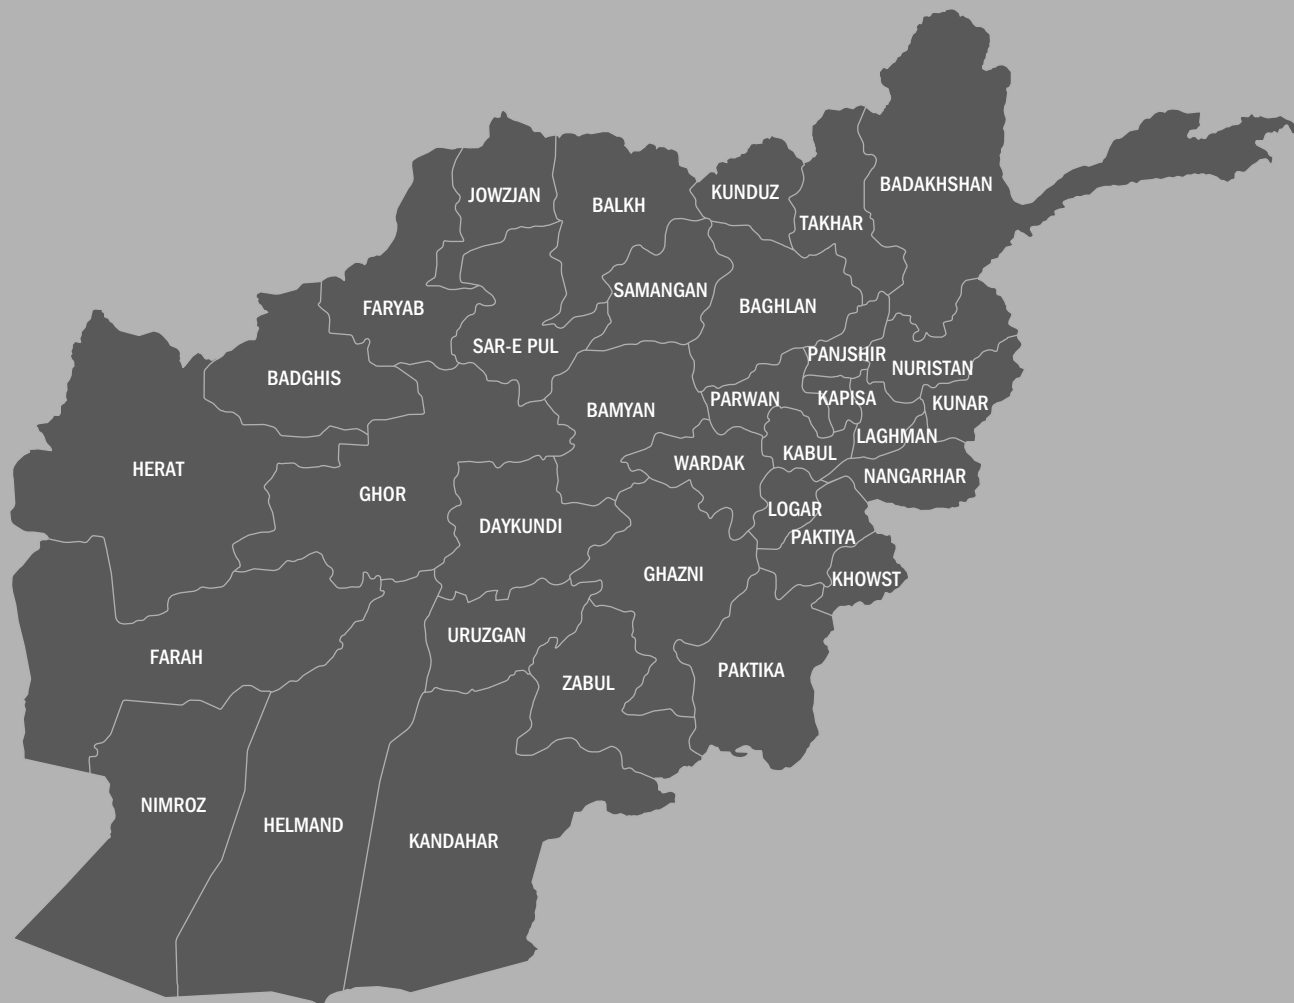 BADAKHSHAN
JOWZJAN
KUNDUZ
BALKH
TAKHAR
SAMANGAN
FARYAB
BAGHLAN
SAR-E PUL
PANJSHIR
NURISTAN
BADGHIS
PARWAN
KAPISA
KUNAR
BAMYAN
LAGHMAN
KABUL
WARDAK
HERAT
NANGARHAR
GHOR
LOGAR
DAYKUNDI
PAKTIYA
GHAZNI
KHOWST
URUZGAN
FARAH
PAKTIKA
ZABUL
NIMROZ
HELMAND
KANDAHAR